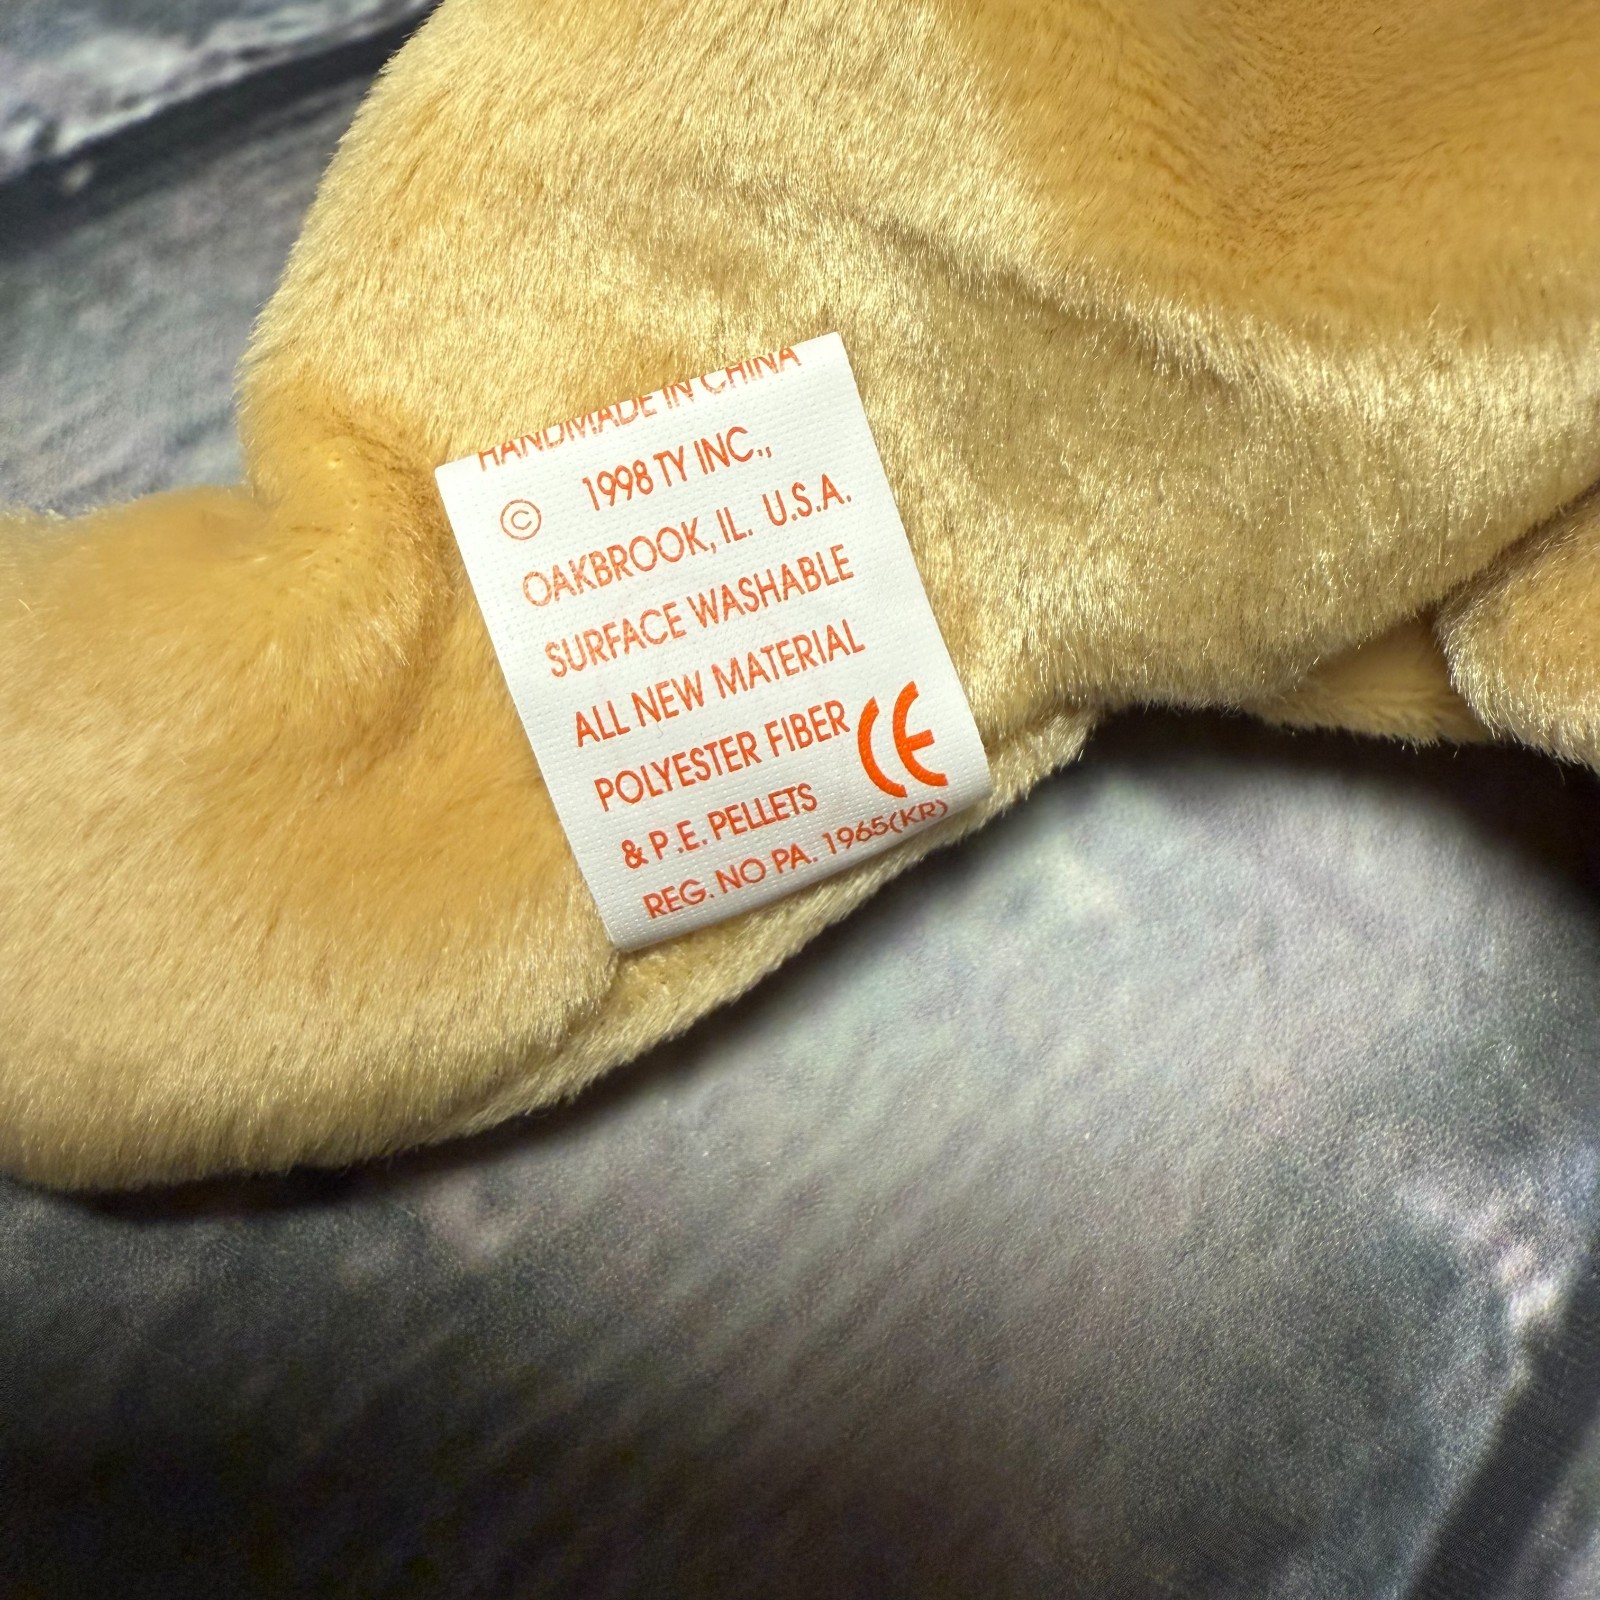 HANDMADE IN CHINA
© 1998 TY INC.,
OAKBROOK, IL. U.S.A.
SURFACE WASHABLE
ALL NEW MATERIAL
POLYESTER FIBER
& P.E. PELLETS CE
REG. NO PA. 1965(KR)